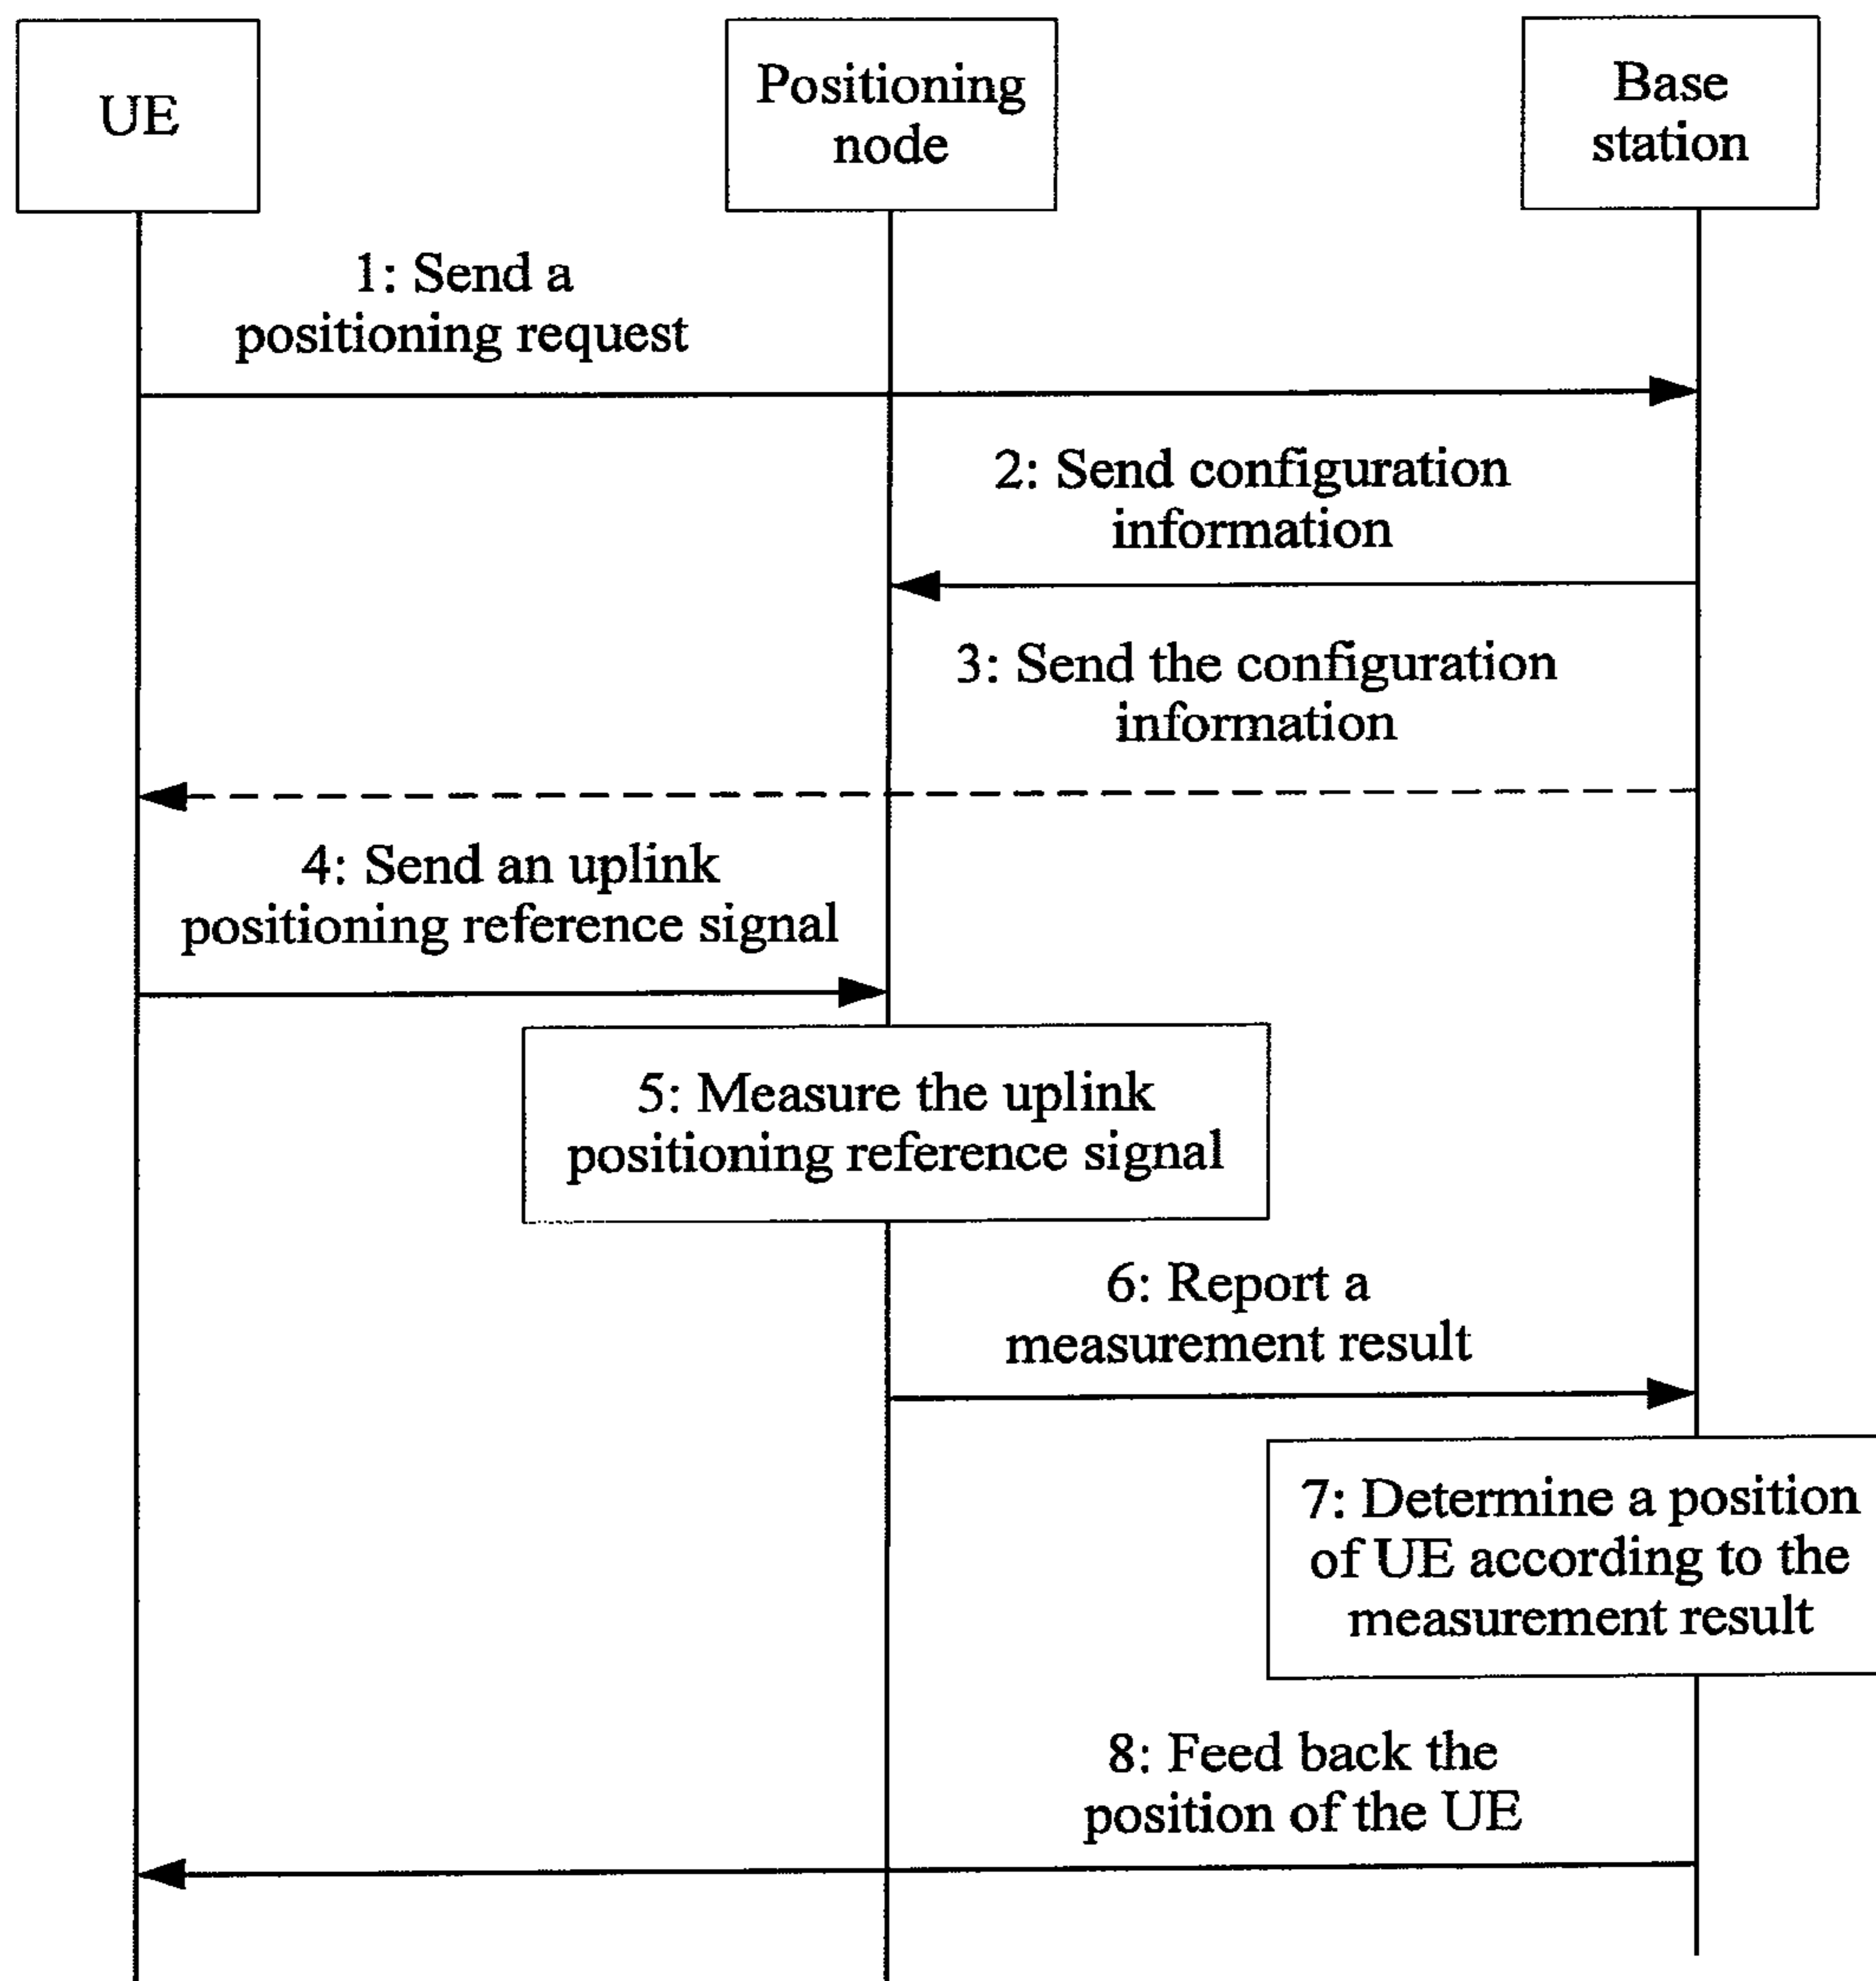 UE
Positioning
node
Base
station
1: Send a
positioning request
2: Send configuration
information
3: Send the configuration
information
4: Send an uplink
positioning reference signal
5: Measure the uplink
positioning reference signal
6: Report a
measurement result
7: Determine a position
of UE according to the
measurement result
8: Feed back the
position of the UE